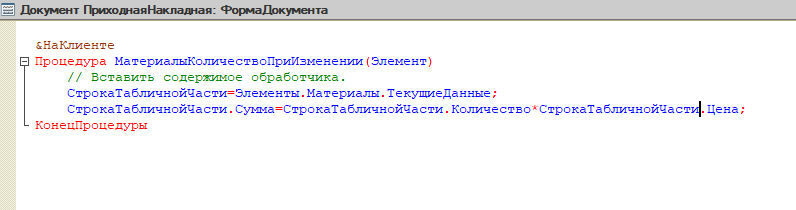 Документ ПриходнаяНакладная: ФормаДокумента
&НаКлиенте
Процедура МатериалыКоличествоПриИзменении(Элемент)
// Вставить содержимое обработчика.
СтрокаТабличнойЧасти=Элементы.Материалы.ТекущиеДанные;
СтрокаТабличнойЧасти.Сумма=СтрокаТабличнойЧасти.Количество*СтрокаТабличнойЧасти.Цена;
КонецПроцедуры